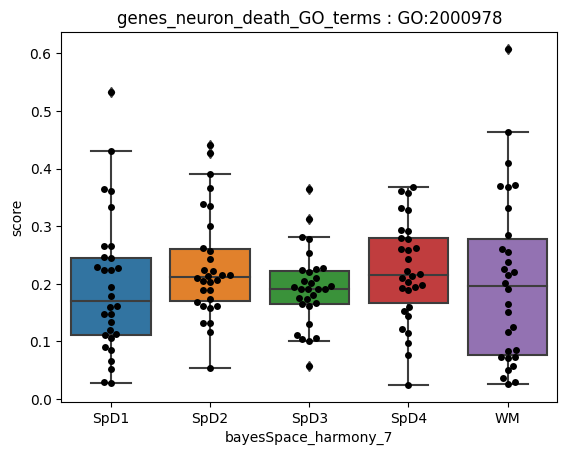 genes_neuron_death_GO_terms : GO:2000978
score
0.6
0.5
0.4
0.3
0.2
0.1
0.0
SpD1 SpD2 SpD3 SpD4 WM
bayesSpace_harmony_7